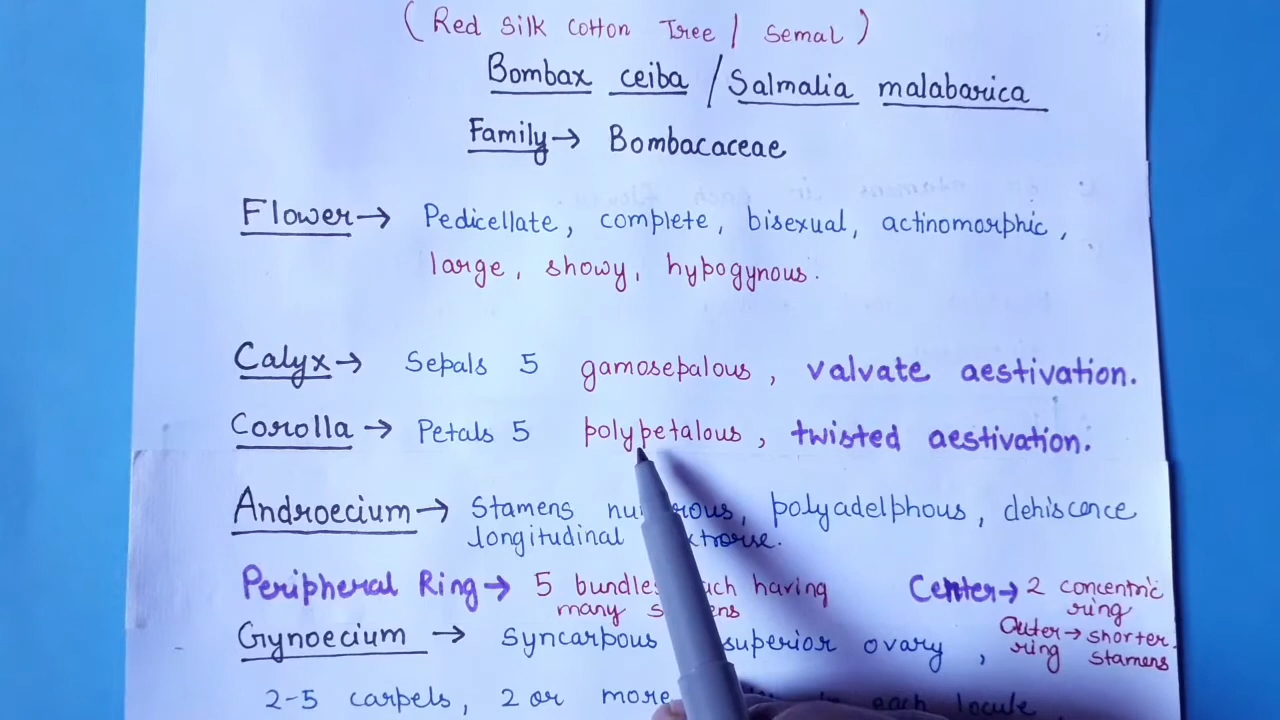 (Red Silk Cotton Tree / Semal)
Bombax ceiba / Salmalia malabarica
Family → Bombacaceae
Flower → Pedicellate, complete, bisexual, actinomorphic,
large, showy, hypogynous.
Calyx → Sepals 5 gamosepalous, valvate aestivation.
Corolla → Petals 5 polypetalous, twisted aestivation.
Androecium → Stamens, polyadelphous, dehiscence
longitudinal
Peripheral Ring → 5 bundles having
many
Center → 2 concentric
ring
Outer → shorter
ring stamens
Gynoecium → Syncarpous superior ovary,
2-5 carpels, 2 or more each locule